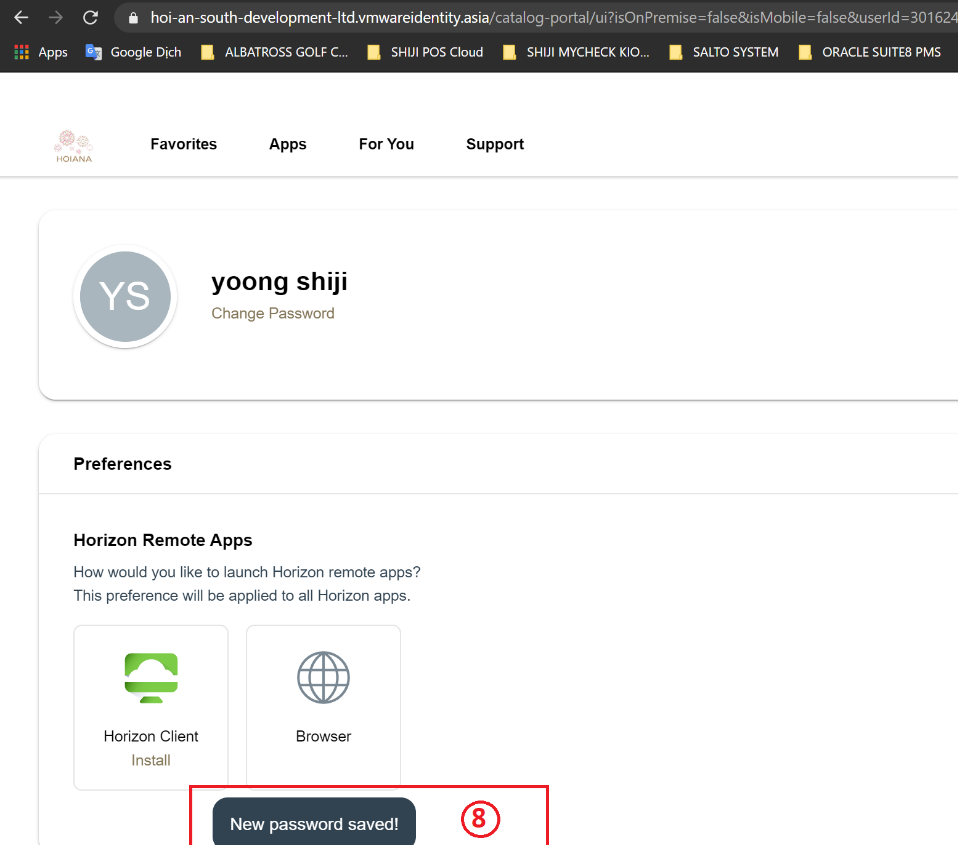 hoi-an-south-development-ltd.vmwareidentity.asia/catalog-portal/ui?isOnPremise=false&isMobile=false&userId=301624
Apps Google Dịch ALBATROSS GOLF C... SHIJI POS Cloud SHIJI MYCHECK KIO... SALTO SYSTEM ORACLE SUITE8 PMS
HOIANA Favorites Apps For You Support
YS
yoong shiji
Change Password
Preferences
Horizon Remote Apps
How would you like to launch Horizon remote apps?
This preference will be applied to all Horizon apps.
Horizon Client Browser
Install
New password saved! 8